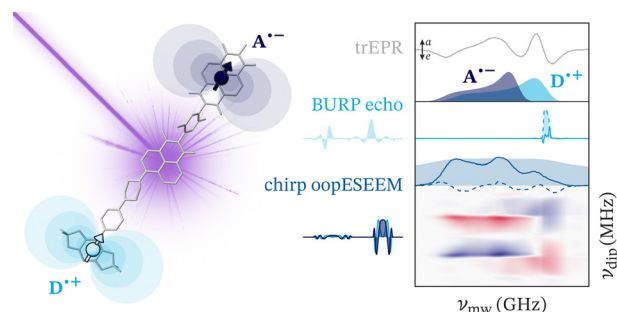 A•−
D•+
trEPR
a
e
A•−
D•+
BURP echo
chirp oopESEEM
νdip (MHz)
νmw (GHz)